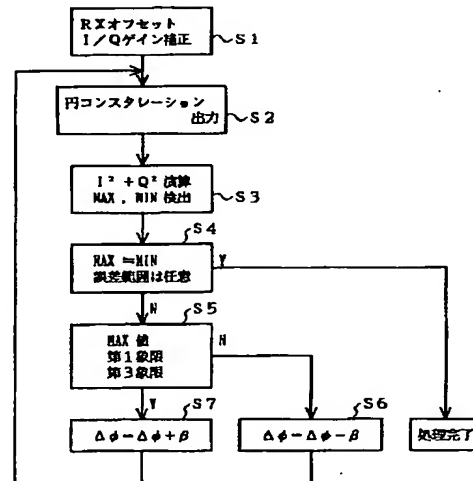 RXオフセット
I/Qゲイン補正
S1
円コンスタレーション
出力
S2
I² + Q² 演算
MAX, MIN 検出
S3
S4
MAX ≒MIN
誤差範囲は任意
Y
N
S5
MAX 値
第1象限
第3象限
N
Y
S7
S6
Δφ−Δφ+β
Δφ−Δφ−β
処理完了